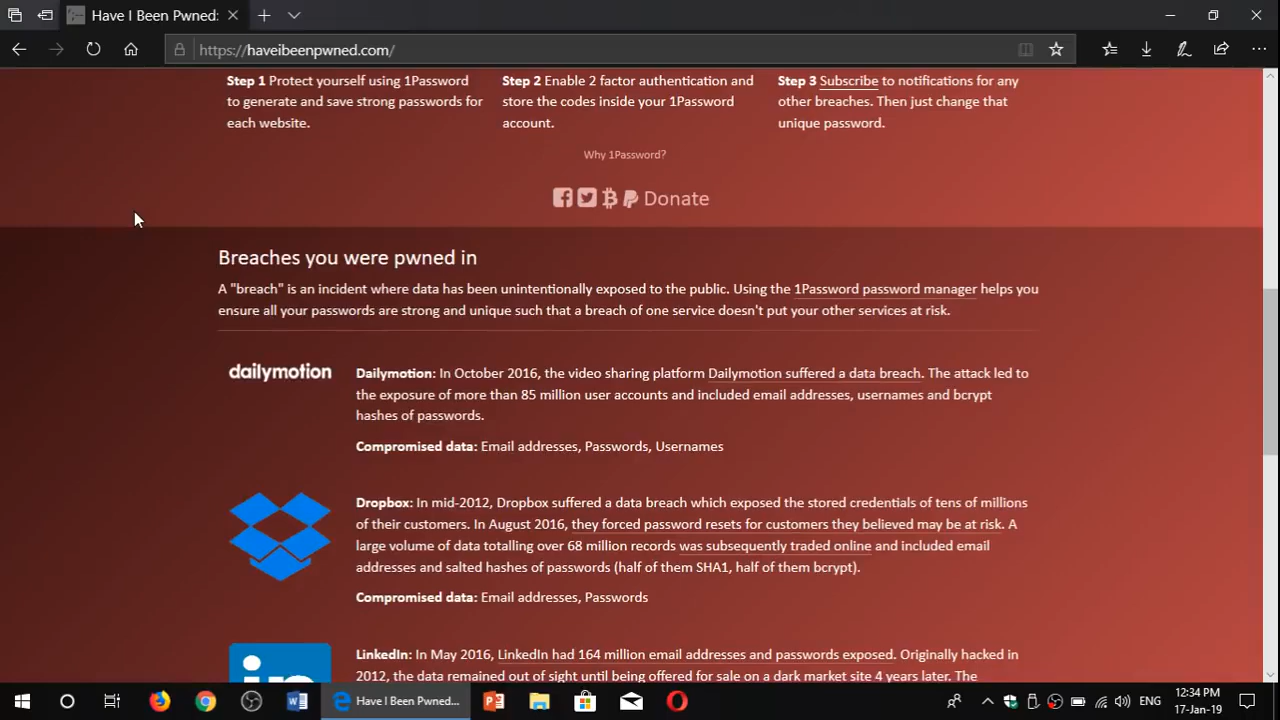 Have I Been Pwned:
https://haveibeenpwned.com/
Step 1 Protect yourself using 1Password
to generate and save strong passwords for
each website.
Step 2 Enable 2 factor authentication and
store the codes inside your 1Password
account.
Step 3 Subscribe to notifications for any
other breaches. Then just change that
unique password.
Why 1Password?
Donate
Breaches you were pwned in
A "breach" is an incident where data has been unintentionally exposed to the public. Using the 1Password password manager helps you
ensure all your passwords are strong and unique such that a breach of one service doesn't put your other services at risk.
dailymotion
Dailymotion: In October 2016, the video sharing platform Dailymotion suffered a data breach. The attack led to
the exposure of more than 85 million user accounts and included email addresses, usernames and bcrypt
hashes of passwords.
Compromised data: Email addresses, Passwords, Usernames
Dropbox: In mid-2012, Dropbox suffered a data breach which exposed the stored credentials of tens of millions
of their customers. In August 2016, they forced password resets for customers they believed may be at risk. A
large volume of data totalling over 68 million records was subsequently traded online and included email
addresses and salted hashes of passwords (half of them SHA1, half of them bcrypt).
Compromised data: Email addresses, Passwords
in
LinkedIn: In May 2016, LinkedIn had 164 million email addresses and passwords exposed. Originally hacked in
2012, the data remained out of sight until being offered for sale on a dark market site 4 years later. The
Have I Been Pwned...
ENG
12:34 PM
17-Jan-19